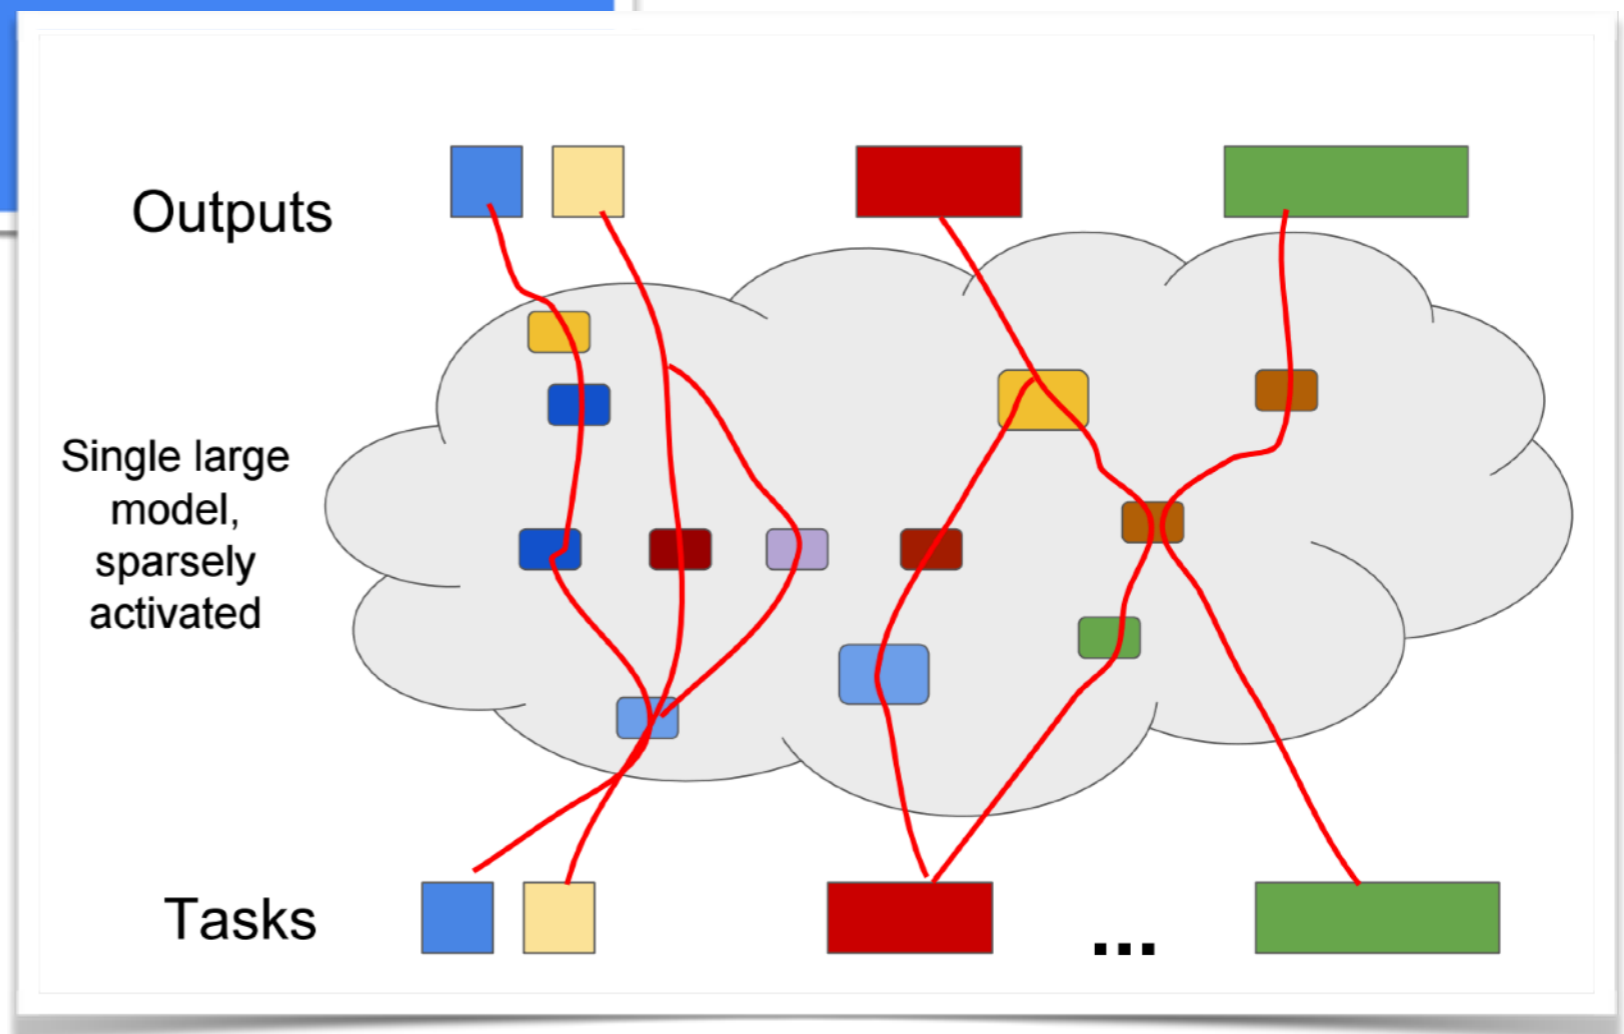 Outputs
Single large
model,
sparsely
activated
Tasks
...